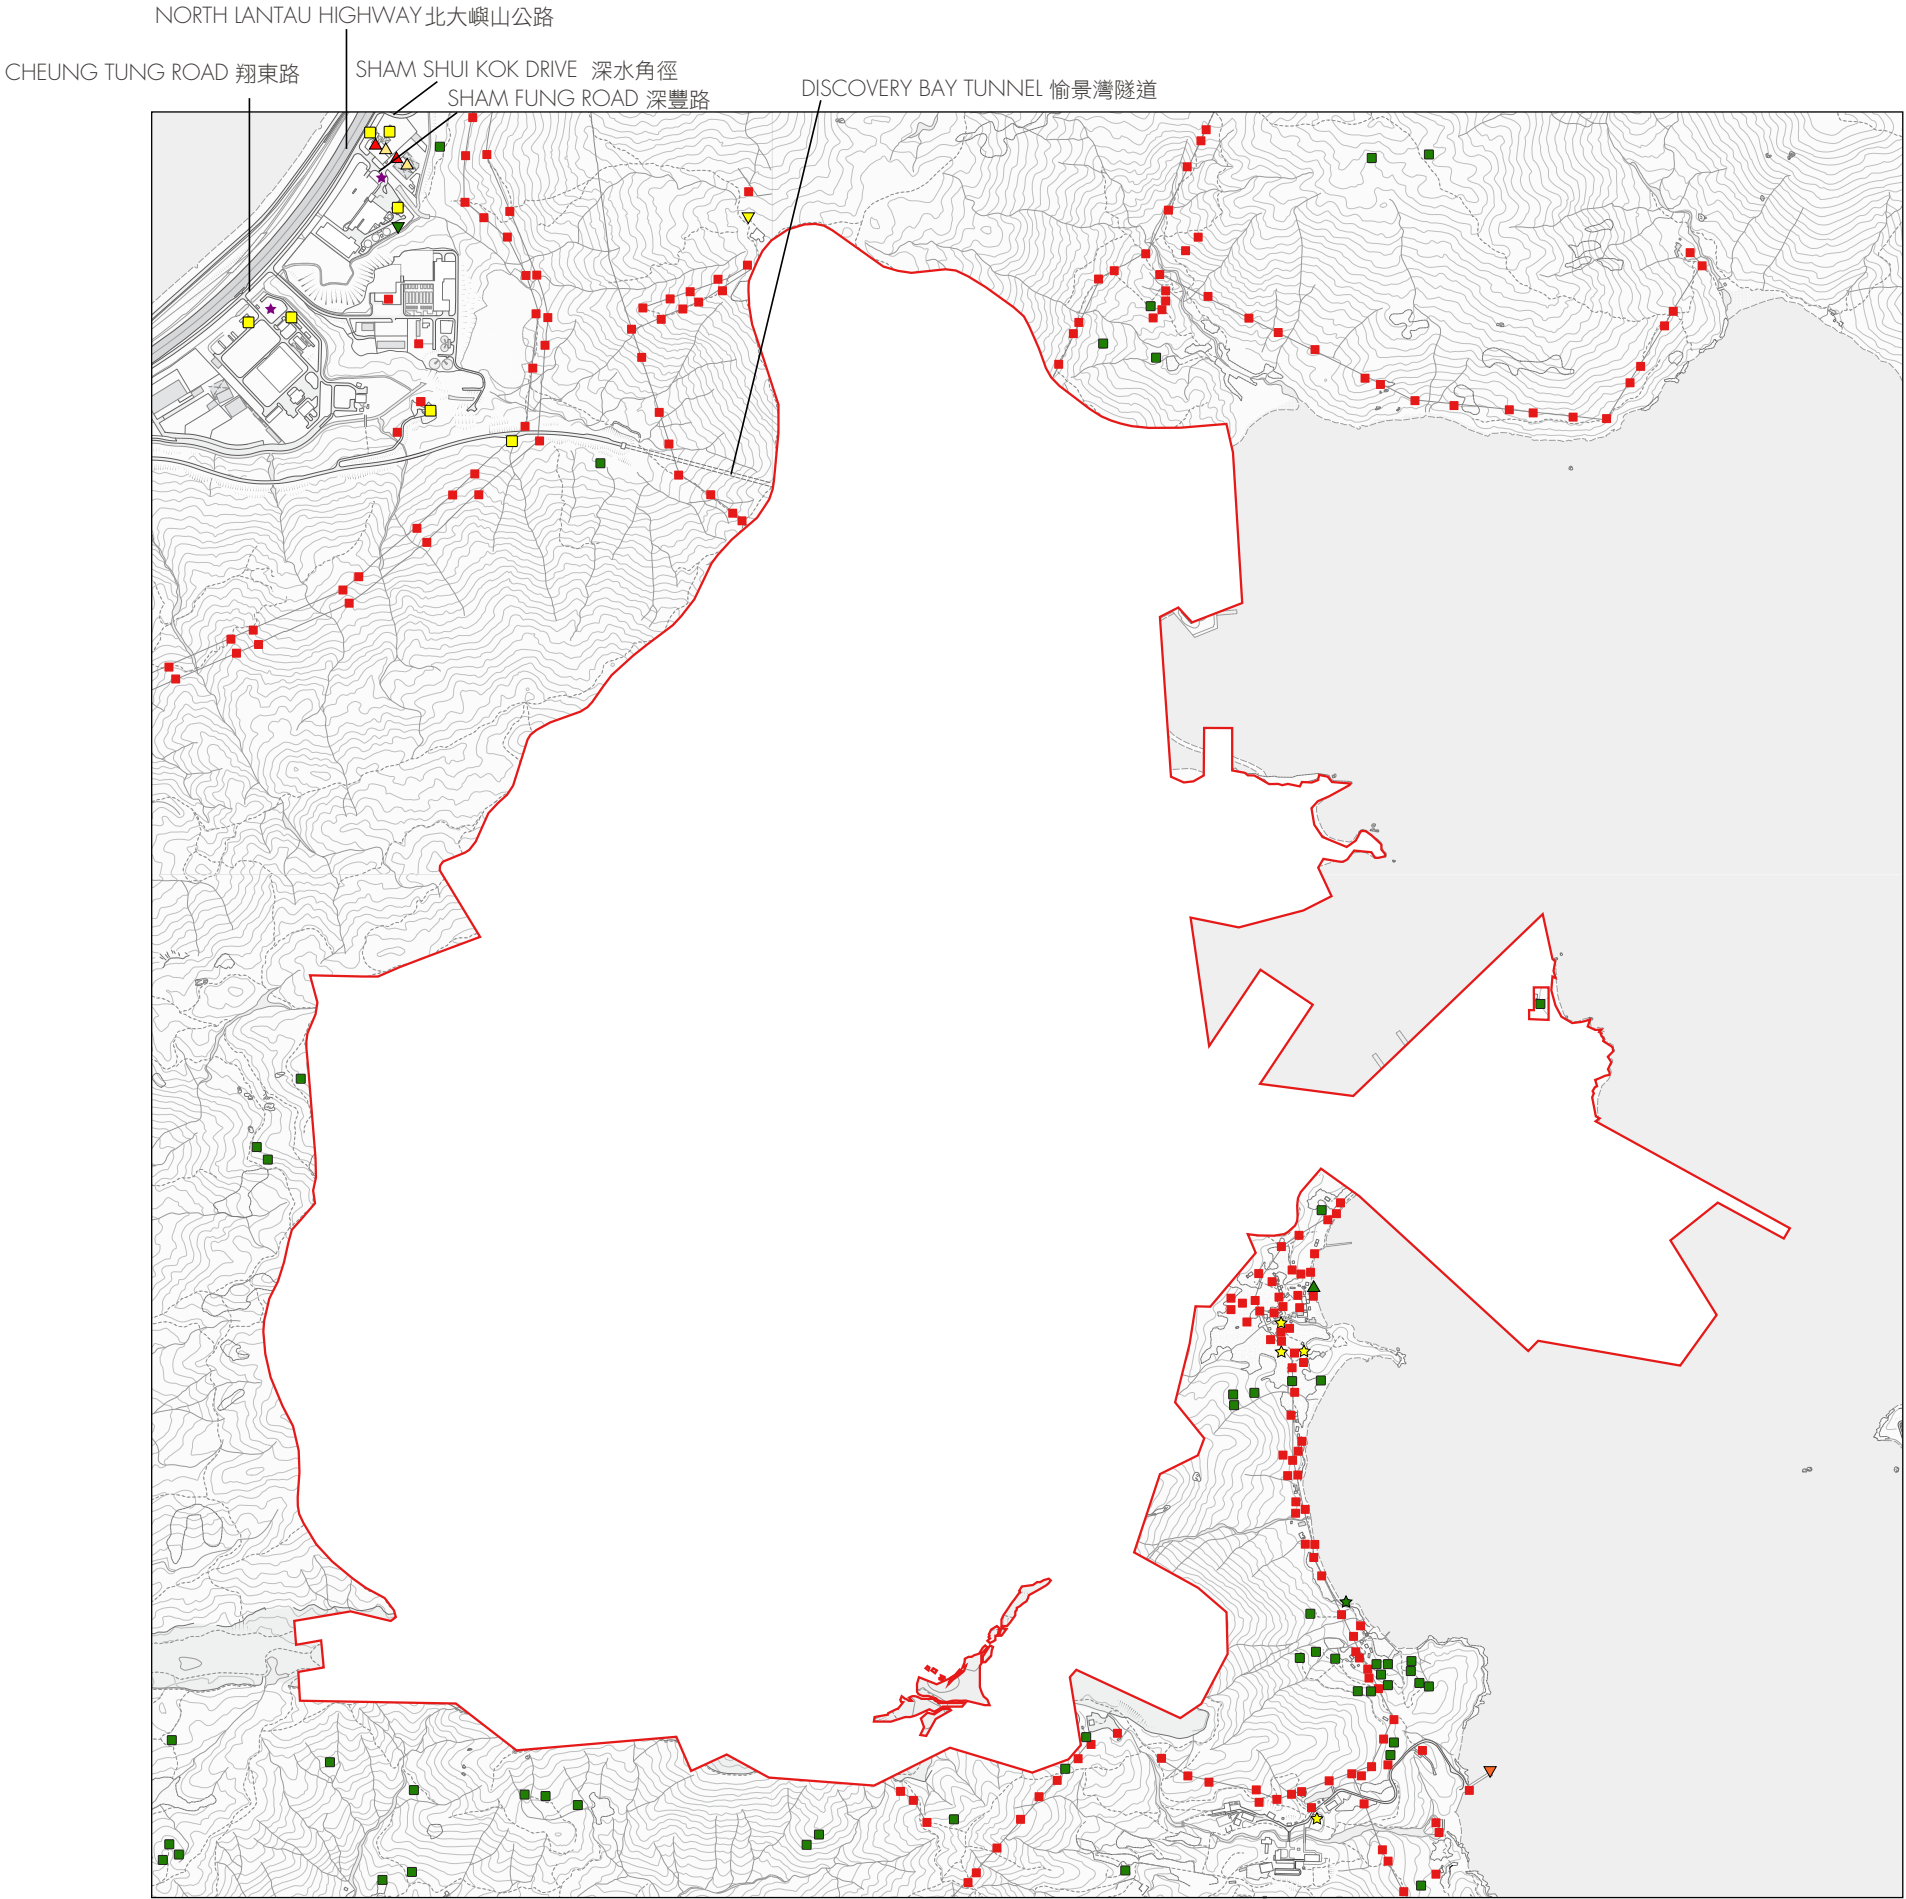 NORTH LANTAU HIGHWAY 北大嶼山公路
CHEUNG TUNG ROAD 翔東路
SHAM SHUI KOK DRIVE 深水角徑
SHAM FUNG ROAD 深豐路
DISCOVERY BAY TUNNEL 愉景灣隧道